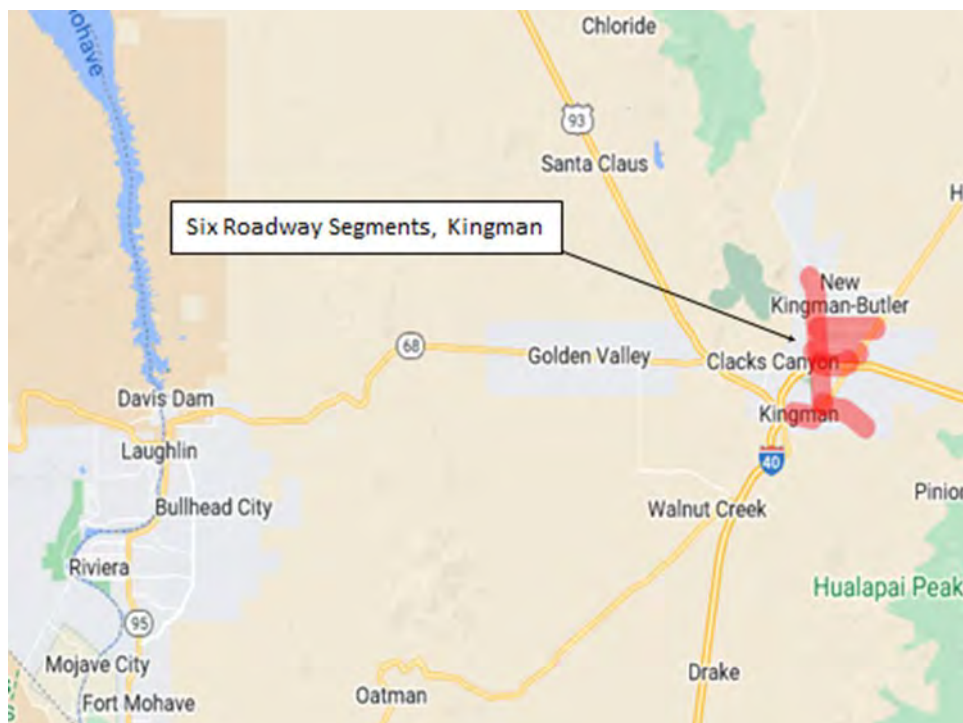 Mohave
Chloride
93
Santa Claus
H
Six Roadway Segments, Kingman
New
Kingman-Butler
68
Golden Valley
Clacks Canyon
Davis Dam
Kingman
Laughlin
40
Bullhead City
Walnut Creek
Pinion
Riviera
Hualapai Peak
95
Mojave City
Drake
Oatman
Fort Mohave
s